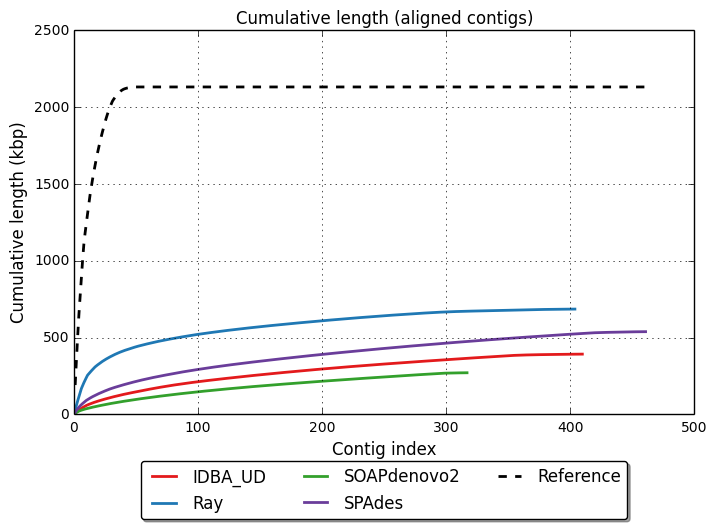 Cumulative length (aligned contigs)
2500
2000
1500
1000
500
0
Cumulative length (kbp)
0 100 200 300 400 500
Contig index
IDBA_UD SOAPdenovo2 Reference
Ray SPAdes